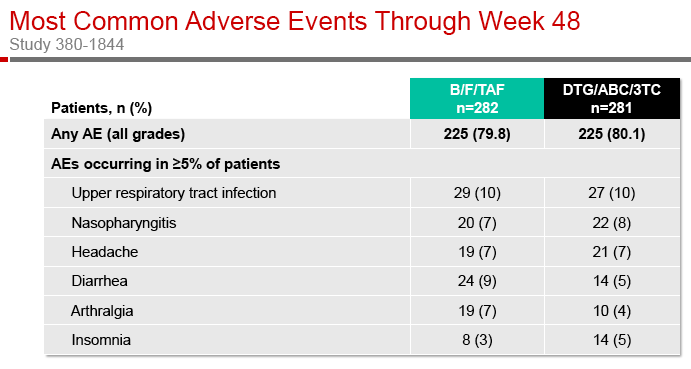 Most Common Adverse Events Through Week 48
Study 380-1844
Patients, n (%) B/F/TAF n=282 DTG/ABC/3TC n=281
Any AE (all grades) 225 (79.8) 225 (80.1)
AEs occurring in ≥5% of patients
Upper respiratory tract infection 29 (10) 27 (10)
Nasopharyngitis 20 (7) 22 (8)
Headache 19 (7) 21 (7)
Diarrhea 24 (9) 14 (5)
Arthralgia 19 (7) 10 (4)
Insomnia 8 (3) 14 (5)